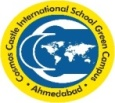 Cosmos Castle International School Green Campus
• Ahmedabad •